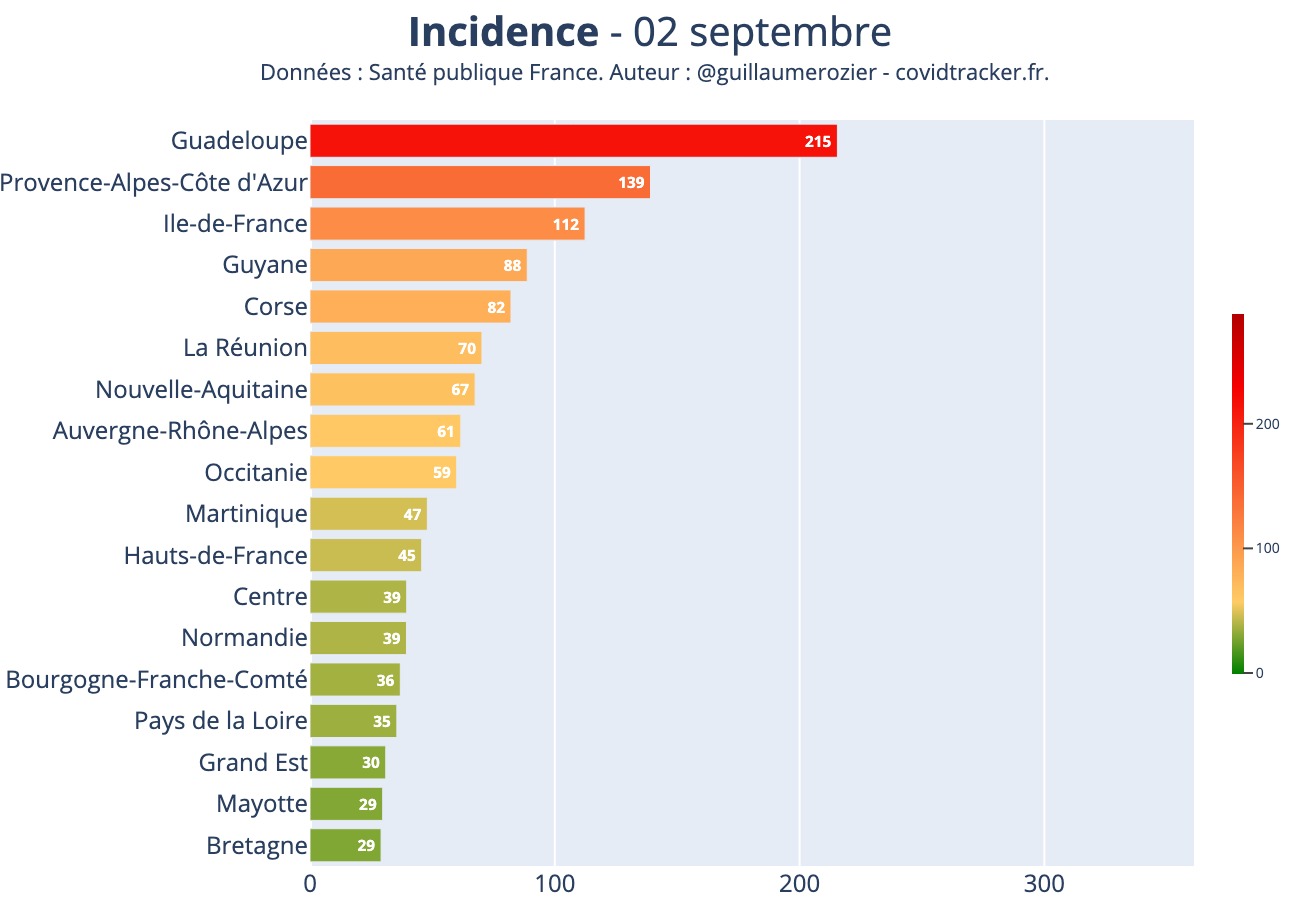 Incidence - 02 septembre
Données : Santé publique France. Auteur : @guillaumerozier - covidtracker.fr.
Guadeloupe 215
Provence-Alpes-Côte d'Azur 139
Ile-de-France 112
Guyane 88
Corse 82
La Réunion 70
Nouvelle-Aquitaine 67
Auvergne-Rhône-Alpes 61
Occitanie 59
Martinique 47
Hauts-de-France 45
Centre 39
Normandie 39
Bourgogne-Franche-Comté 36
Pays de la Loire 35
Grand Est 30
Mayotte 29
Bretagne 29
0 100 200 300
200
100
0